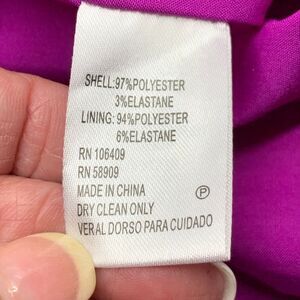 SHELL:97%POLYESTER
3%ELASTANE
LINING: 94%POLYESTER
6%ELASTANE
RN 106409
RN 58909
MADE IN CHINA
P
DRY CLEAN ONLY
VER AL DORSO PARA CUIDADO